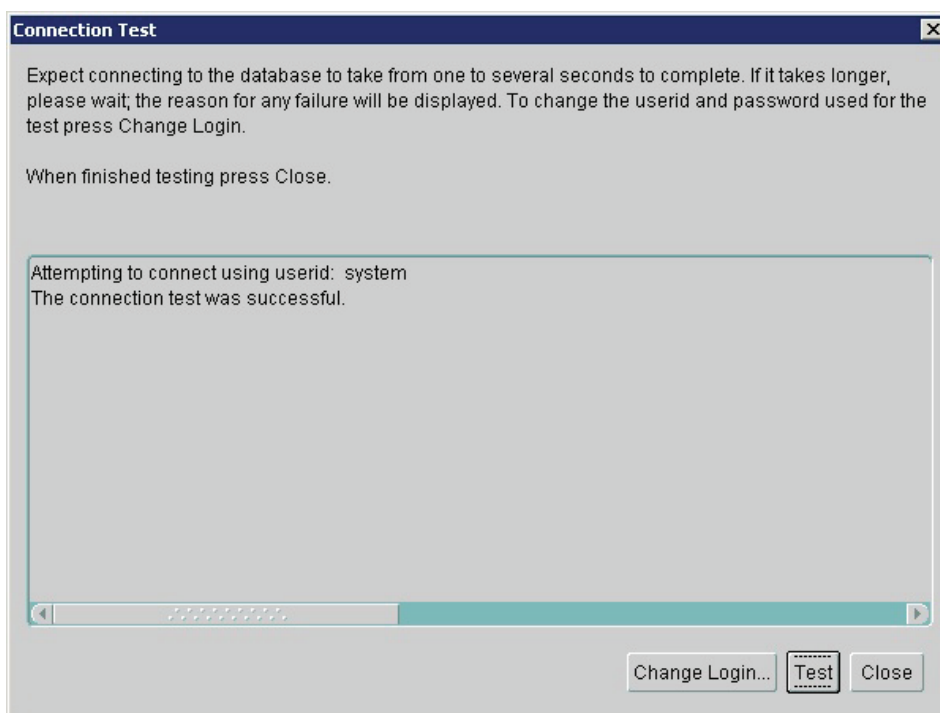 Connection Test
Expect connecting to the database to take from one to several seconds to complete. If it takes longer,
please wait; the reason for any failure will be displayed. To change the userid and password used for the
test press Change Login.
When finished testing press Close.
Attempting to connect using userid:  system
The connection test was successful.
Change Login... Test Close